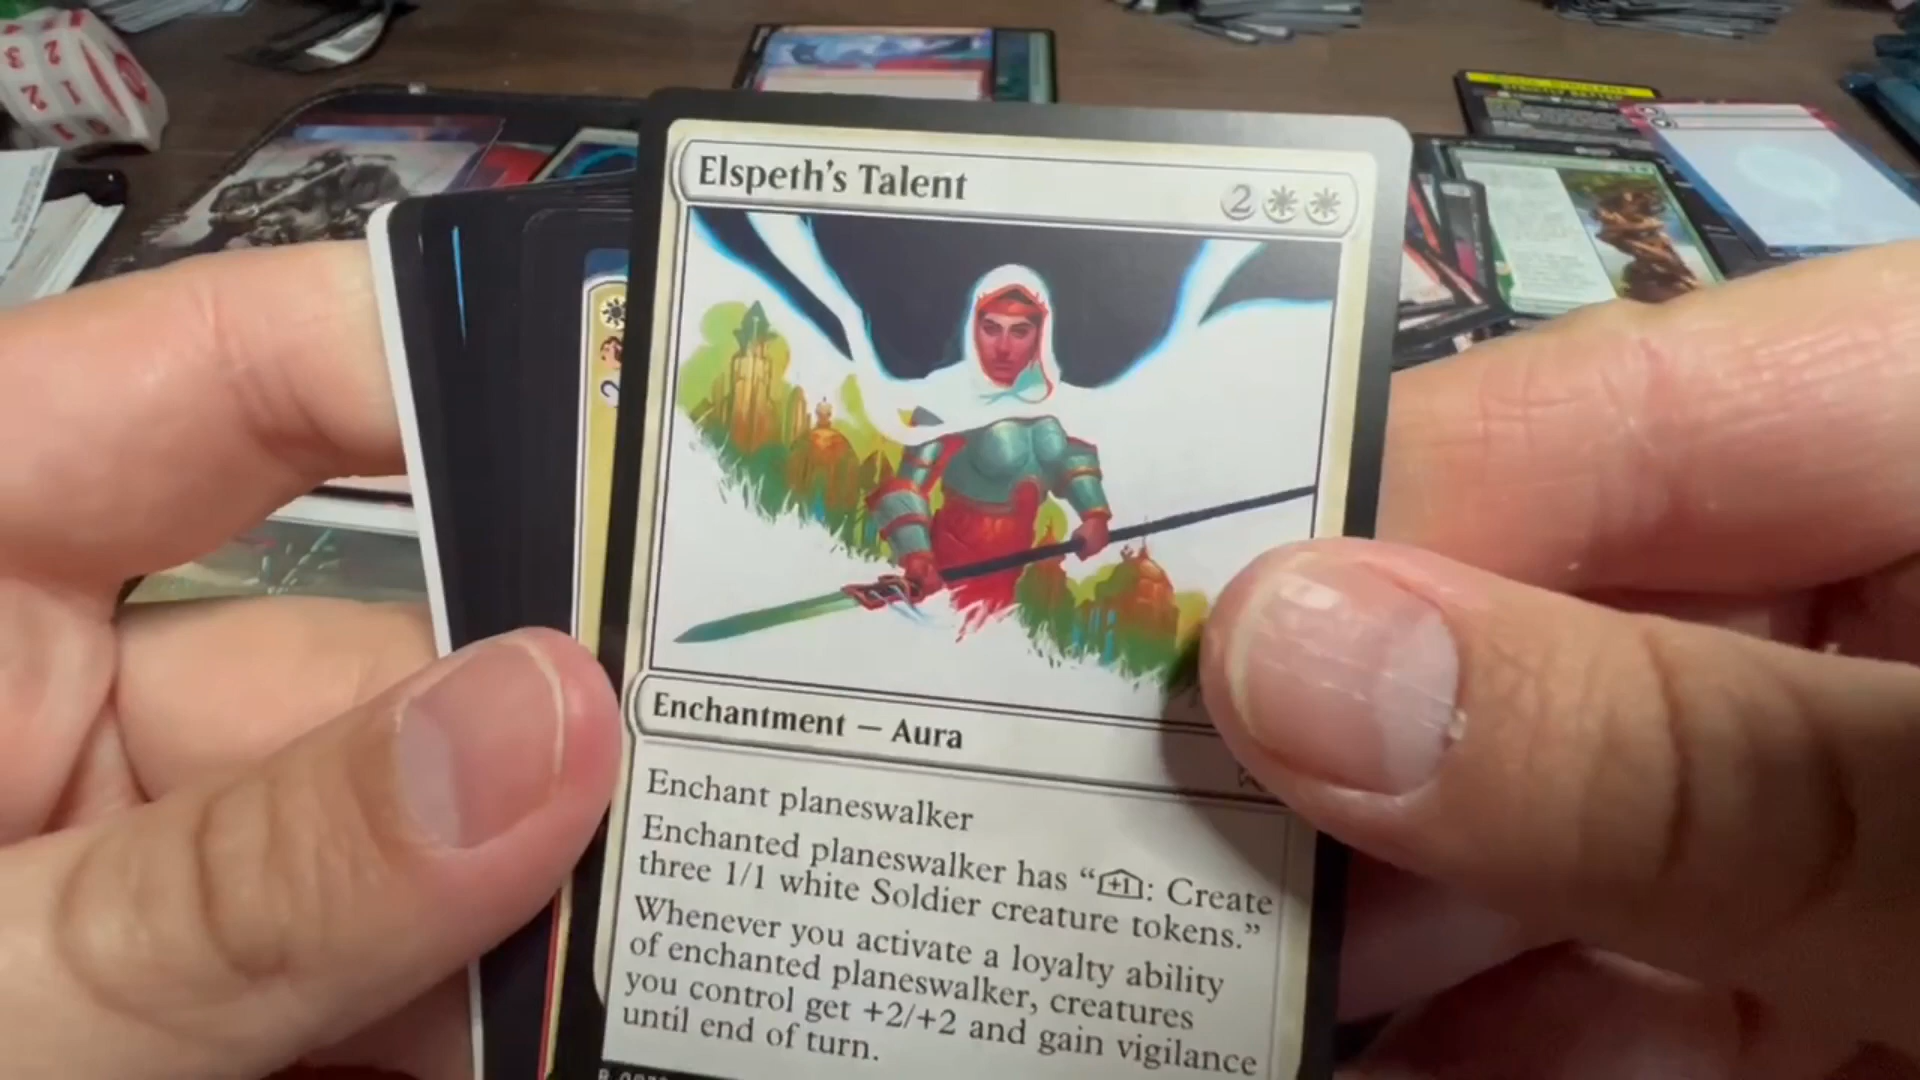 Elspeth's Talent 2
Enchantment — Aura
Enchant planeswalker
Enchanted planeswalker has “+1: Create
three 1/1 white Soldier creature tokens.”
Whenever you activate a loyalty ability
of enchanted planeswalker, creatures
you control get +2/+2 and gain vigilance
until end of turn.